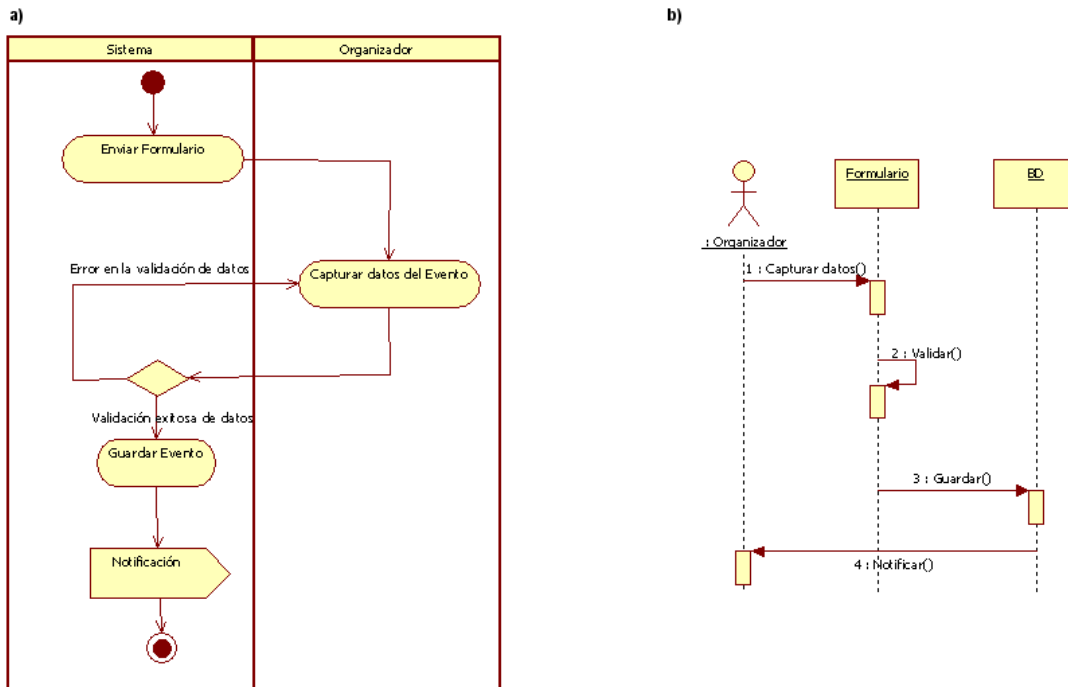 a)
Sistema
Organizador
Enviar Formulario
Error en la validación de datos
Capturar datos del Evento
Validación exitosa de datos
Guardar Evento
Notificación
b)
Formulario
BD
: Organizador
1 : Capturar datos()
2 : Validar()
3 : Guardar()
4 : Notificar()